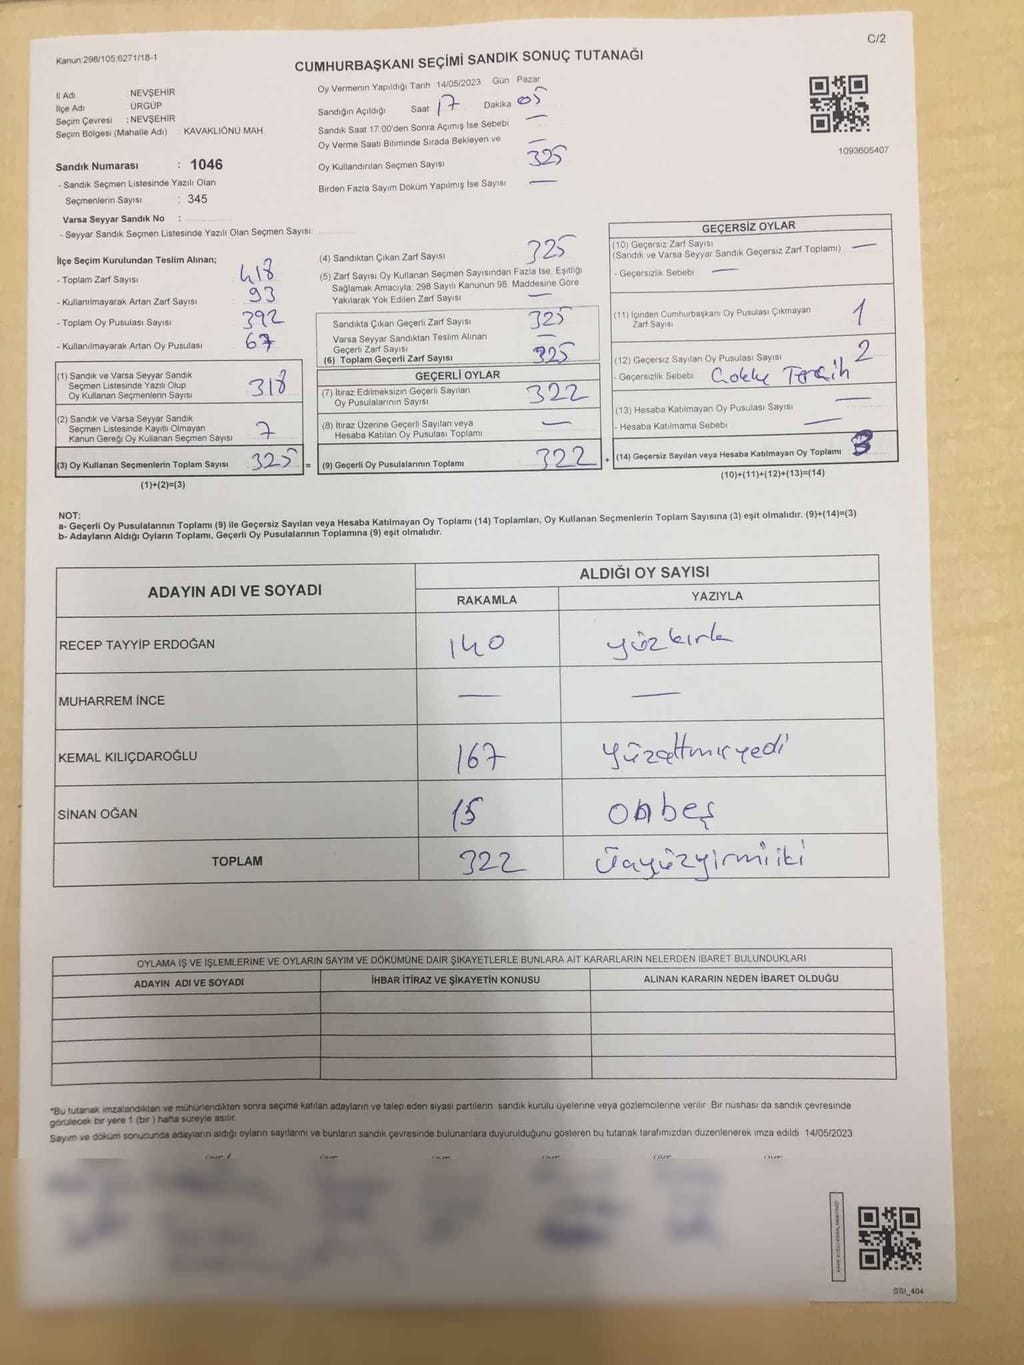 C/2
Kanun:298/105;6271/18-1
CUMHURBAŞKANI SEÇİMİ SANDIK SONUÇ TUTANAĞI
İl Adı NEVŞEHİR
İlçe Adı ÜRGÜP
Seçim Çevresi : NEVŞEHİR
Seçim Bölgesi (Mahalle Adı) KAVAKLIÖNÜ MAH
Oy Vermenin Yapıldığı Tarih 14/05/2023 Gün Pazar
Sandığın Açıldığı Saat 17 Dakika 05
Sandık Saat 17:00'den Sonra Açımış İse Sebebi —
Oy Verme Saati Bitiminde Sırada Bekleyen ve —
Oy Kullandırılan Seçmen Sayısı 325
Birden Fazla Sayım Döküm Yapılmış İse Sayısı —
1093605407
Sandık Numarası : 1046
- Sandık Seçmen Listesinde Yazılı Olan
Seçmenlerin Sayısı : 345
Varsa Seyyar Sandık No :
- Seyyar Sandık Seçmen Listesinde Yazılı Olan Seçmen Sayısı:
İlçe Seçim Kurulundan Teslim Alınan;
- Toplam Zarf Sayısı 418
- Kullanılmayarak Artan Zarf Sayısı 93
- Toplam Oy Pusulası Sayısı 392
- Kullanılmayarak Artan Oy Pusulası 67
(1) Sandık ve Varsa Seyyar Sandık
Seçmen Listesinde Yazılı Olup
Oy Kullanan Seçmenlerin Sayısı 318
(2) Sandık ve Varsa Seyyar Sandık
Seçmen Listesinde Kayıtlı Olmayan
Kanun Gereği Oy Kullanan Seçmen Sayısı 7
(3) Oy Kullanan Seçmenlerin Toplam Sayısı 325 =
(1)+(2)=(3)
(4) Sandıktan Çıkan Zarf Sayısı 325
(5) Zarf Sayısı Oy Kullanan Seçmen Sayısından Fazla İse, Eşitliği
Sağlamak Amacıyla; 298 Sayılı Kanunun 98. Maddesine Göre
Yakılarak Yok Edilen Zarf Sayısı —
Sandıkta Çıkan Geçerli Zarf Sayısı 325
Varsa Seyyar Sandıktan Teslim Alınan
Geçerli Zarf Sayısı —
(6) Toplam Geçerli Zarf Sayısı 325
GEÇERLİ OYLAR
(7) İtiraz Edilmeksizin Geçerli Sayılan
Oy Pusulalarının Sayısı 322
(8) İtiraz Üzerine Geçerli Sayılan veya
Hesaba Katılan Oy Pusulası Toplamı —
(9) Geçerli Oy Pusulalarının Toplamı 322 +
GEÇERSİZ OYLAR
(10) Geçersiz Zarf Sayısı —
(Sandık ve Varsa Seyyar Sandık Geçersiz Zarf Toplamı)
- Geçersizlik Sebebi —
(11) İçinden Cumhurbaşkanı Oy Pusulası Çıkmayan
Zarf Sayısı 1
(12) Geçersiz Sayılan Oy Pusulası Sayısı 2
- Geçersizlik Sebebi Çoklu Tercih
(13) Hesaba Katılmayan Oy Pusulası Sayısı —
- Hesaba Katılmama Sebebi —
(14) Geçersiz Sayılan veya Hesaba Katılmayan Oy Toplamı 3
(10)+(11)+(12)+(13)=(14)
NOT:
a- Geçerli Oy Pusulalarının Toplamı (9) ile Geçersiz Sayılan veya Hesaba Katılmayan Oy Toplamı (14) Toplamları, Oy Kullanan Seçmenlerin Toplam Sayısına (3) eşit olmalıdır. (9)+(14)=(3)
b- Adayların Aldığı Oyların Toplamı, Geçerli Oy Pusulalarının Toplamına (9) eşit olmalıdır.
ADAYIN ADI VE SOYADI ALDIĞI OY SAYISI
RAKAMLA YAZIYLA
RECEP TAYYİP ERDOĞAN 140 yüzkırk
MUHARREM İNCE — —
KEMAL KILIÇDAROĞLU 167 yüzaltmışyedi
SİNAN OĞAN 15 onbeş
TOPLAM 322 üçyüzyirmiiki
OYLAMA İŞ VE İŞLEMLERİNE VE OYLARIN SAYIM VE DÖKÜMÜNE DAİR ŞİKAYETLERLE BUNLARA AİT KARARLARIN NELERDEN İBARET BULUNDUKLARI
ADAYIN ADI VE SOYADI İHBAR İTİRAZ VE ŞİKAYETİN KONUSU ALINAN KARARIN NEDEN İBARET OLDUĞU
*Bu tutanak imzalandıktan ve mühürlendikten sonra seçime katılan adayların ve talep eden siyasi partilerin sandık kurulu üyelerine veya gözlemcilerine verilir. Bir nüshası da sandık çevresinde
görülecek bir yere 1 (bir) hafta süreyle asılır.
Sayım ve döküm sonucunda adayların aldığı oyların sayılarını ve bunların sandık çevresinde bulunanlara duyurulduğunu gösteren bu tutanak tarafımızdan düzenlenerek imza edildi 14/05/2023
SSI_404